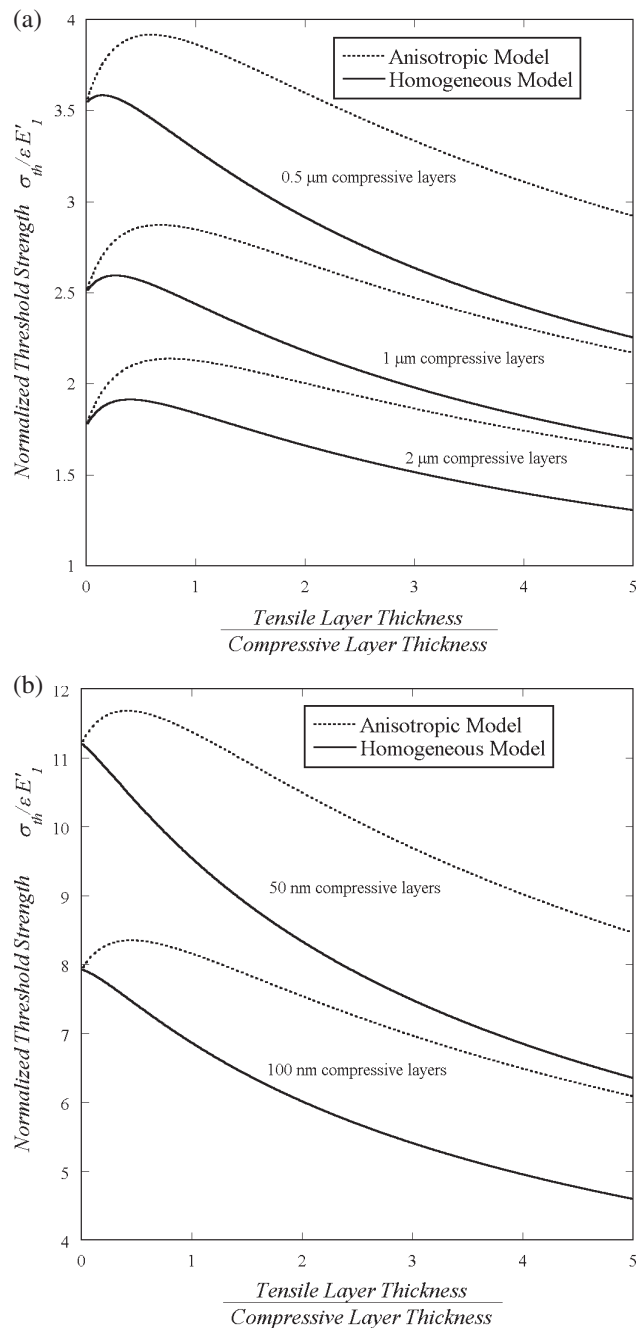 (a)
4
3.5
3
2.5
2
1.5
1
Normalized Threshold Strength σth/εE'1
Anisotropic Model
Homogeneous Model
0.5 µm compressive layers
1 µm compressive layers
2 µm compressive layers
0 1 2 3 4 5
Tensile Layer Thickness
Compressive Layer Thickness
(b)
12
11
10
9
8
7
6
5
4
Normalized Threshold Strength σth/εE'1
Anisotropic Model
Homogeneous Model
50 nm compressive layers
100 nm compressive layers
0 1 2 3 4 5
Tensile Layer Thickness
Compressive Layer Thickness